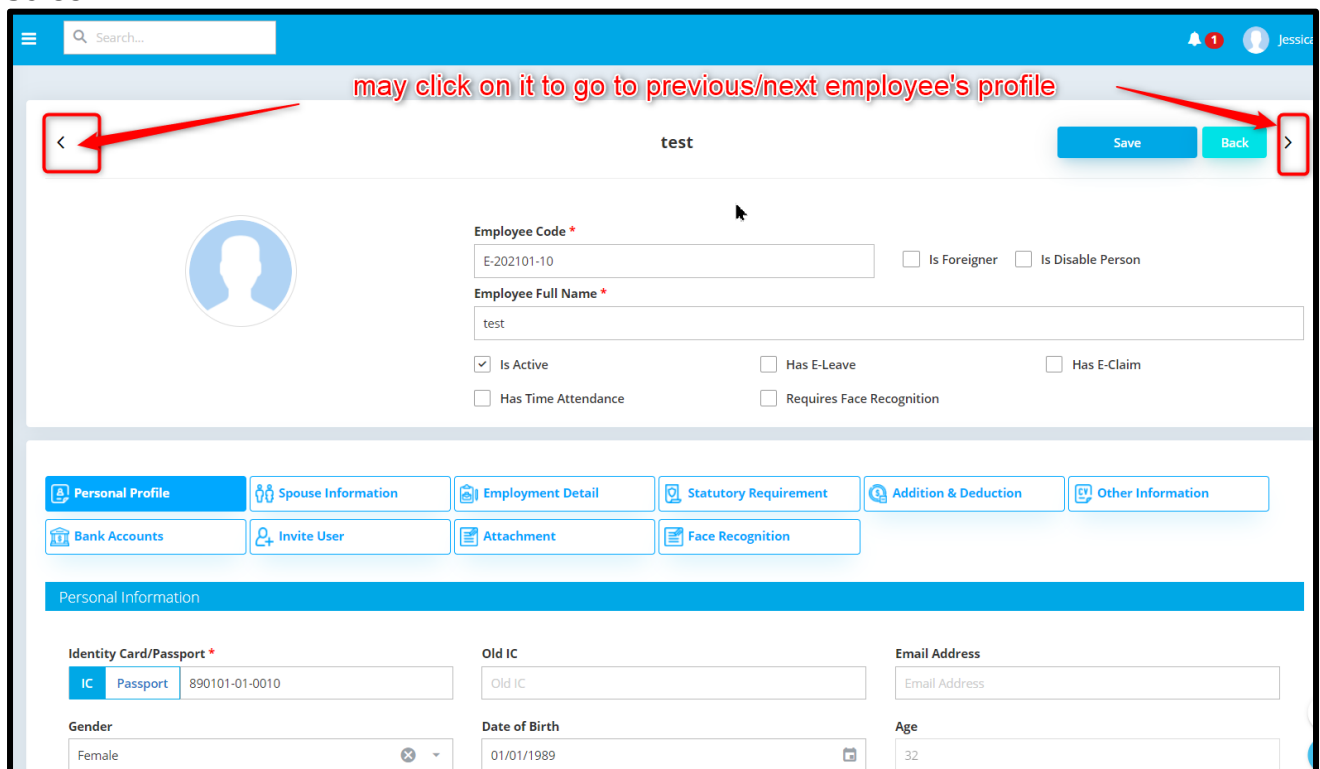 Search...
1
Jessica
may click on it to go to previous/next employee's profile
test
Save
Back
Employee Code *
E-202101-10
Is Foreigner
Is Disable Person
Employee Full Name *
test
Is Active
Has E-Leave
Has E-Claim
Has Time Attendance
Requires Face Recognition
Personal Profile
Spouse Information
Employment Detail
Statutory Requirement
Addition & Deduction
Other Information
Bank Accounts
Invite User
Attachment
Face Recognition
Personal Information
Identity Card/Passport *
Old IC
Email Address
IC
Passport
890101-01-0010
Old IC
Email Address
Gender
Date of Birth
Age
Female
01/01/1989
32